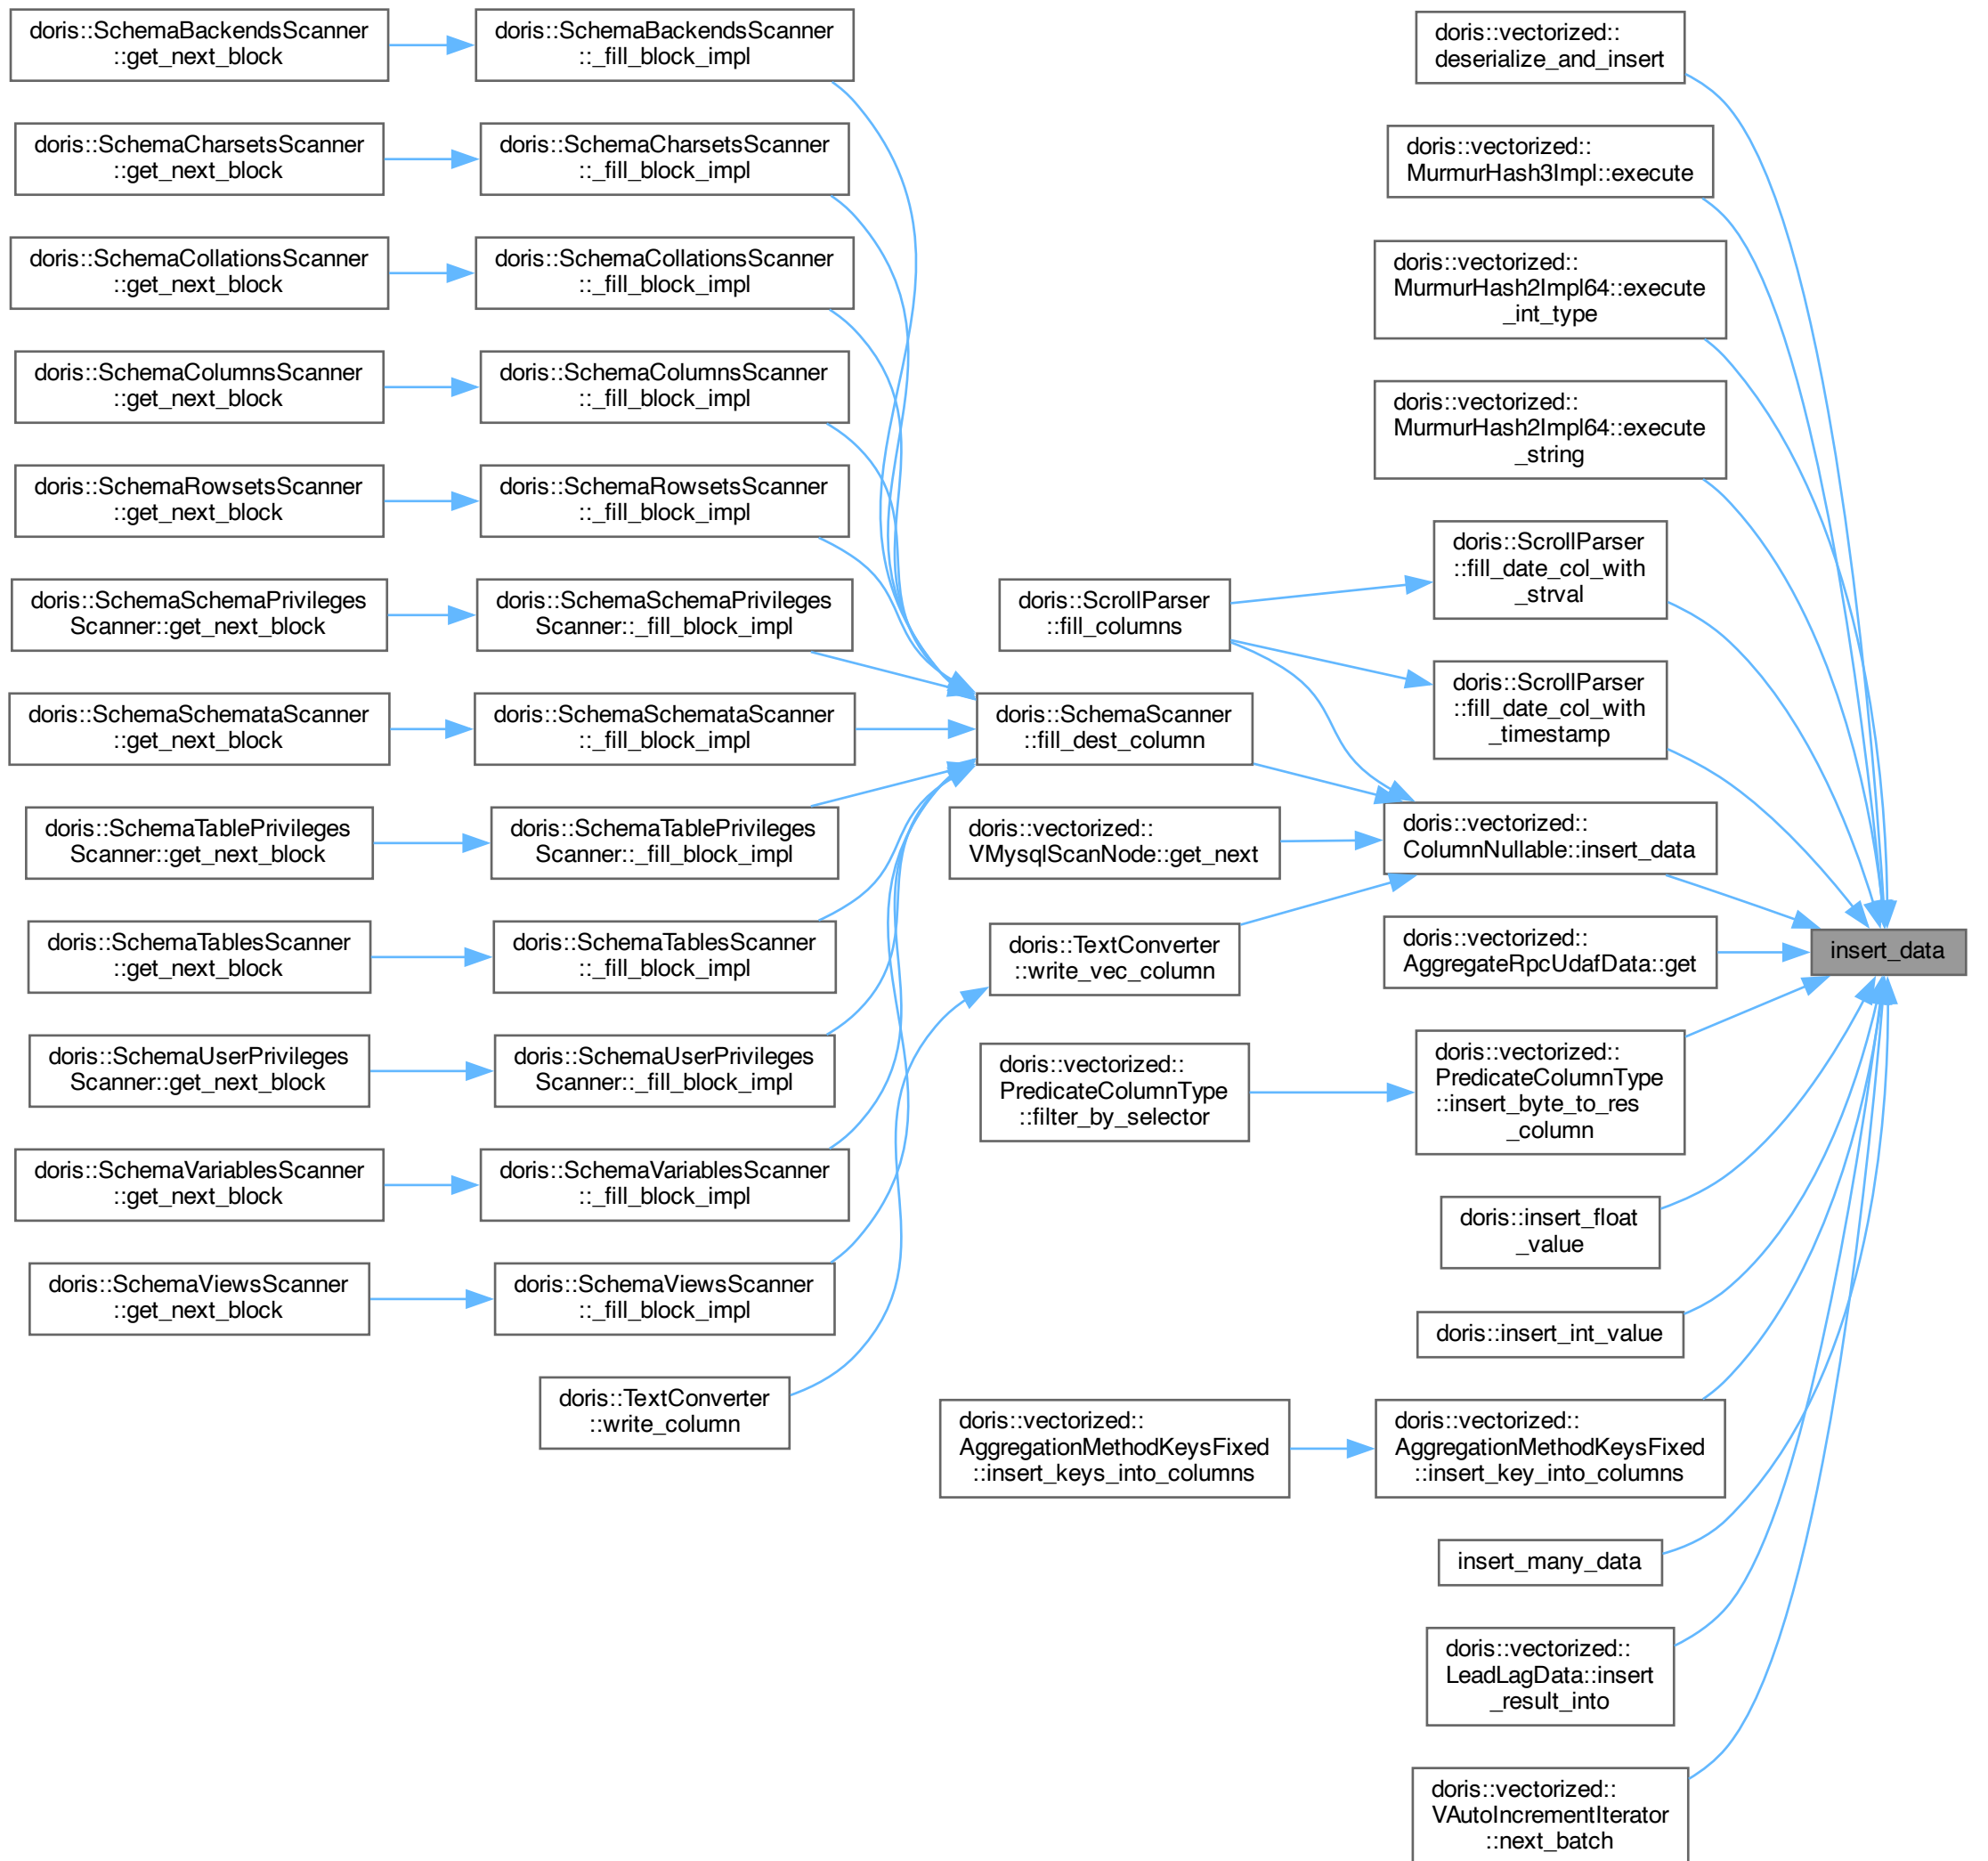 doris::SchemaBackendsScanner
::get_next_block
doris::SchemaCharsetsScanner
::get_next_block
doris::SchemaCollationsScanner
::get_next_block
doris::SchemaColumnsScanner
::get_next_block
doris::SchemaRowsetsScanner
::get_next_block
doris::SchemaSchemaPrivileges
Scanner::get_next_block
doris::SchemaSchemataScanner
::get_next_block
doris::SchemaTablePrivileges
Scanner::get_next_block
doris::SchemaTablesScanner
::get_next_block
doris::SchemaUserPrivileges
Scanner::get_next_block
doris::SchemaVariablesScanner
::get_next_block
doris::SchemaViewsScanner
::get_next_block
doris::SchemaBackendsScanner
::_fill_block_impl
doris::SchemaCharsetsScanner
::_fill_block_impl
doris::SchemaCollationsScanner
::_fill_block_impl
doris::SchemaColumnsScanner
::_fill_block_impl
doris::SchemaRowsetsScanner
::_fill_block_impl
doris::SchemaSchemaPrivileges
Scanner::_fill_block_impl
doris::SchemaSchemataScanner
::_fill_block_impl
doris::SchemaTablePrivileges
Scanner::_fill_block_impl
doris::SchemaTablesScanner
::_fill_block_impl
doris::SchemaUserPrivileges
Scanner::_fill_block_impl
doris::SchemaVariablesScanner
::_fill_block_impl
doris::SchemaViewsScanner
::_fill_block_impl
doris::TextConverter
::write_column
doris::ScrollParser
::fill_columns
doris::SchemaScanner
::fill_dest_column
doris::vectorized::
VMysqlScanNode::get_next
doris::TextConverter
::write_vec_column
doris::vectorized::
PredicateColumnType
::filter_by_selector
doris::vectorized::
AggregationMethodKeysFixed
::insert_keys_into_columns
doris::vectorized::
deserialize_and_insert
doris::vectorized::
MurmurHash3Impl::execute
doris::vectorized::
MurmurHash2Impl64::execute
_int_type
doris::vectorized::
MurmurHash2Impl64::execute
_string
doris::ScrollParser
::fill_date_col_with
_strval
doris::ScrollParser
::fill_date_col_with
_timestamp
doris::vectorized::
ColumnNullable::insert_data
doris::vectorized::
AggregateRpcUdafData::get
doris::vectorized::
PredicateColumnType
::insert_byte_to_res
_column
doris::insert_float
_value
doris::insert_int_value
doris::vectorized::
AggregationMethodKeysFixed
::insert_key_into_columns
insert_many_data
doris::vectorized::
LeadLagData::insert
_result_into
doris::vectorized::
VAutoIncrementIterator
::next_batch
insert_data